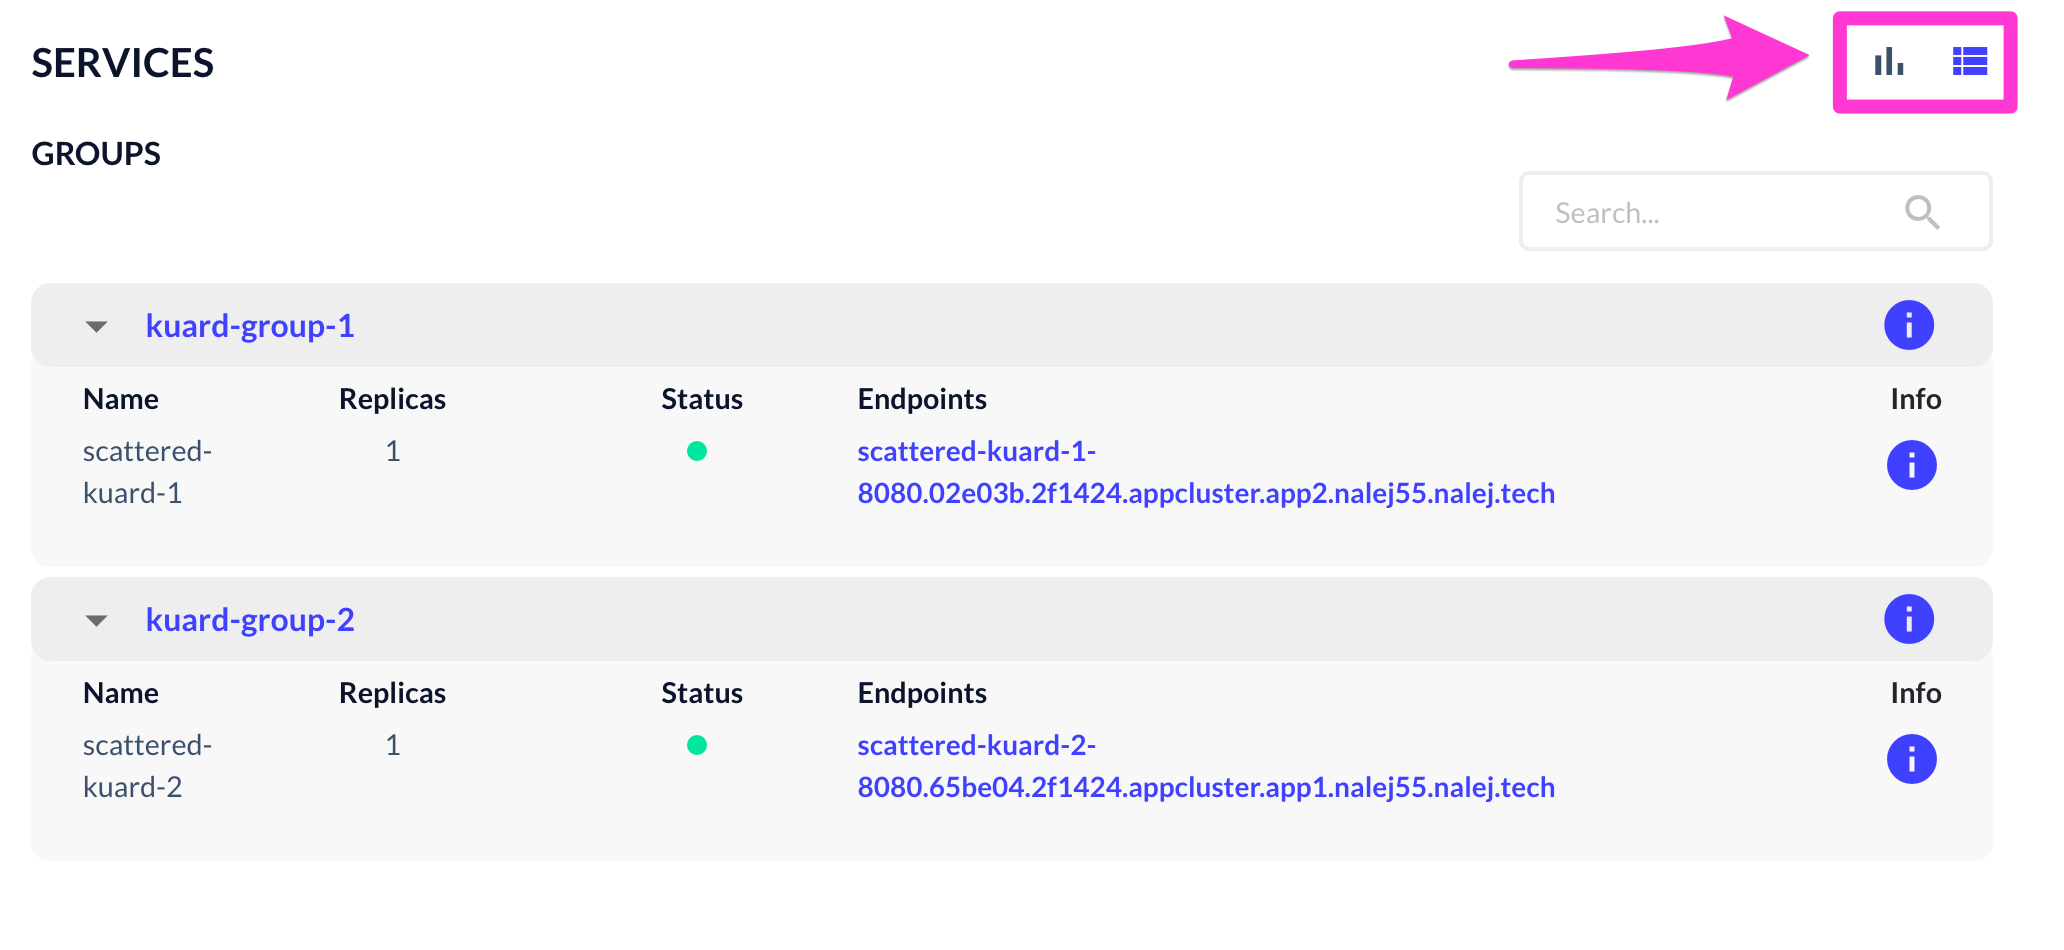 SERVICES
GROUPS
Search...
kuard-group-1
Name Replicas Status Endpoints Info
scattered- 1 scattered-kuard-1-
kuard-1 8080.02e03b.2f1424.appcluster.app2.nalej55.nalej.tech
kuard-group-2
Name Replicas Status Endpoints Info
scattered- 1 scattered-kuard-2-
kuard-2 8080.65be04.2f1424.appcluster.app1.nalej55.nalej.tech